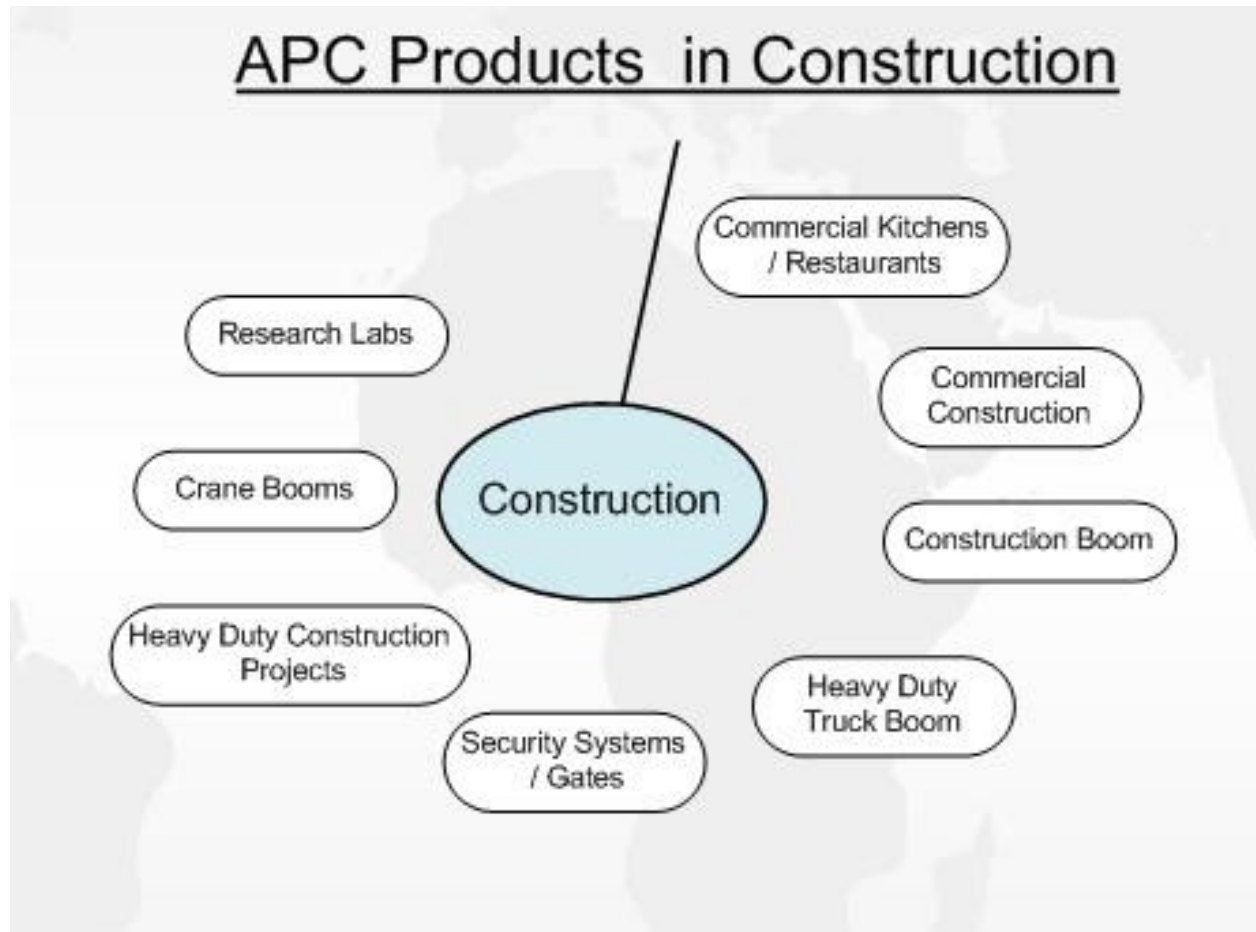 APC Products  in Construction
Commercial Kitchens
/ Restaurants
Research Labs
Commercial
Construction
Crane Booms
Construction
Construction Boom
Heavy Duty Construction
Projects
Heavy Duty
Truck Boom
Security Systems
/ Gates